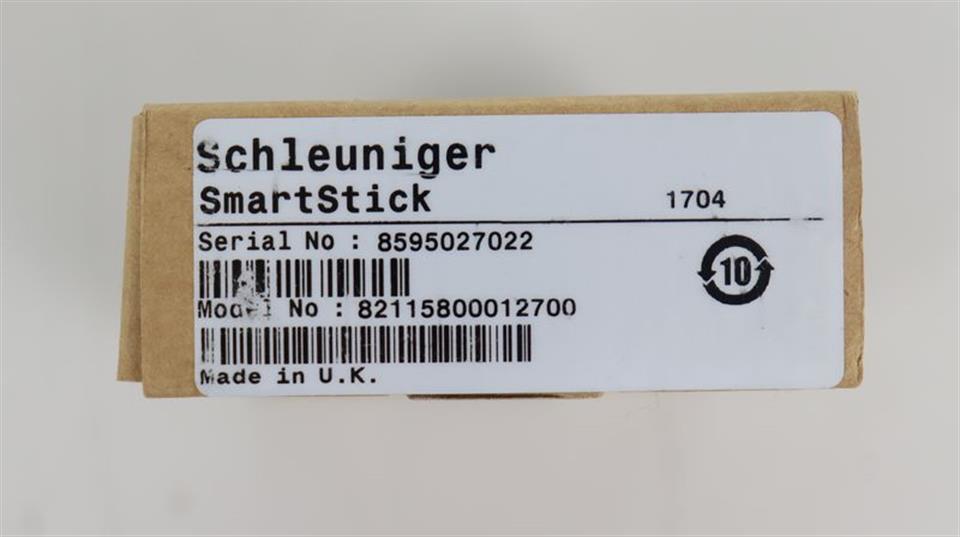 Schleuniger
SmartStick 1704
Serial No : 8595027022
10
Model No : 82115800012700
Made in U.K.